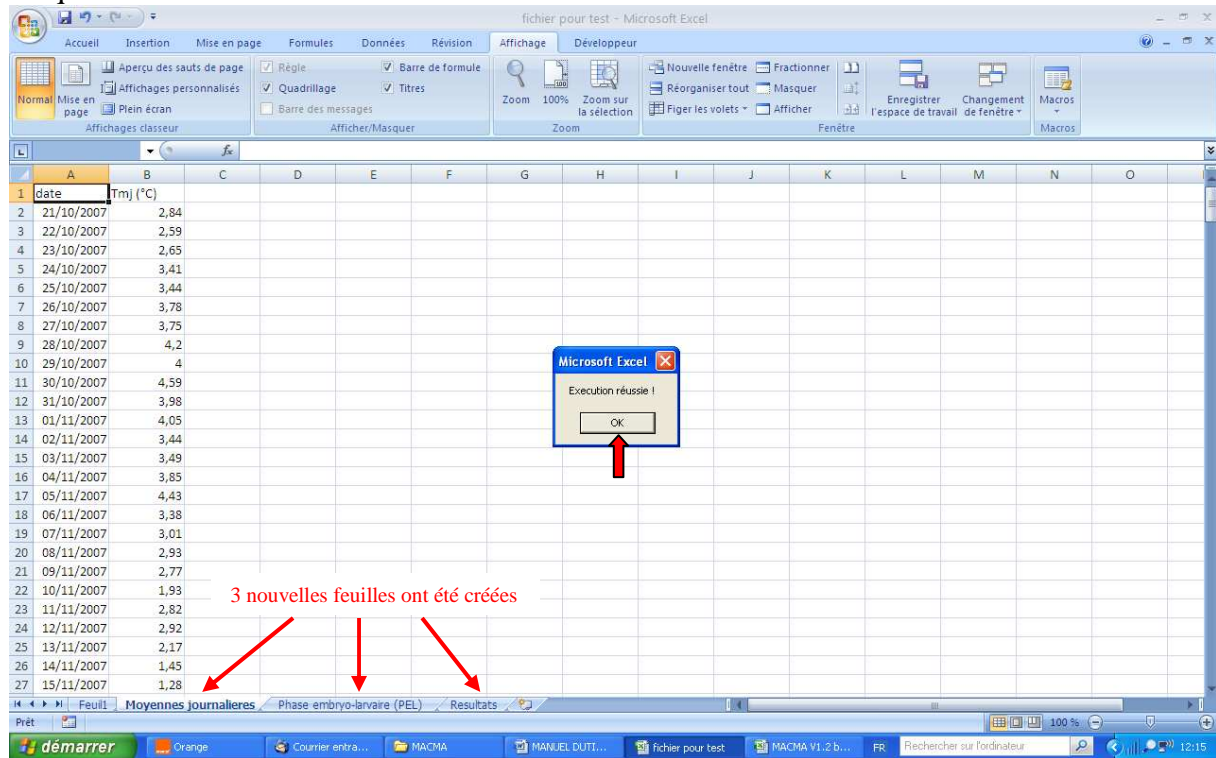 fichier pour test - Microsoft Excel
Accueil Insertion Mise en page Formules Données Révision Affichage Développeur
Normal
Mise en page
Aperçu des sauts de page
Affichages personnalisés
Plein écran
Affichages classeur
Règle
Quadrillage
Barre des messages
Barre de formule
Titres
Afficher/Masquer
Zoom
100%
Zoom sur la sélection
Zoom
Nouvelle fenêtre
Réorganiser tout
Figer les volets
Fractionner
Masquer
Afficher
Enregistrer l'espace de travail
Changement de fenêtre
Fenêtre
Macros
Macros
fx
A B C D E F G H I J K L M N O
1 date Tmj (°C)
2 21/10/2007 2,84
3 22/10/2007 2,59
4 23/10/2007 2,65
5 24/10/2007 3,41
6 25/10/2007 3,44
7 26/10/2007 3,78
8 27/10/2007 3,75
9 28/10/2007 4,2
10 29/10/2007 4
11 30/10/2007 4,59
12 31/10/2007 3,98
13 01/11/2007 4,05
14 02/11/2007 3,44
15 03/11/2007 3,49
16 04/11/2007 3,85
17 05/11/2007 4,43
18 06/11/2007 3,38
19 07/11/2007 3,01
20 08/11/2007 2,93
21 09/11/2007 2,77
22 10/11/2007 1,93
23 11/11/2007 2,82
24 12/11/2007 2,92
25 13/11/2007 2,17
26 14/11/2007 1,45
27 15/11/2007 1,28
Microsoft Excel
Execution réussie !
OK
3 nouvelles feuilles ont été créées
Feuil1 Moyennes journalieres Phase embryo-larvaire (PEL) Resultats
Prêt 100 %
démarrer Orange Courrier entra... MACMA MANUEL DUTI... fichier pour test MACMA V1.2 b... FR Rechercher sur l'ordinateur 12:15